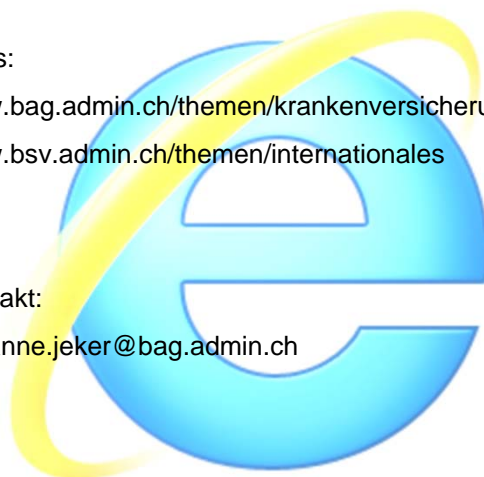 s:
.bag.admin.ch/themen/krankenversicheru
.bsv.admin.ch/themen/internationales
akt:
nne.jeker@bag.admin.ch